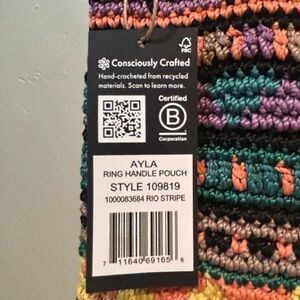 FSC
Consciously Crafted
Hand-crocheted from recycled
materials. Scan to learn more.
Certified
B
Corporation
AYLA
RING HANDLE POUCH
STYLE 109819
1000083684 RIO STRIPE
7 11640 69165 6